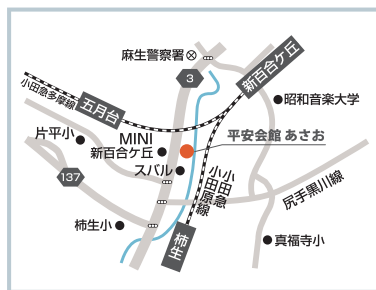 麻生警察署
3
新百合ケ丘
小田急多摩線
五月台
昭和音楽大学
片平小
MINI
新百合ケ丘
平安会館 あさお
スバル
137
小田急
小田原線
尻手黒川線
柿生小
柿生
真福寺小